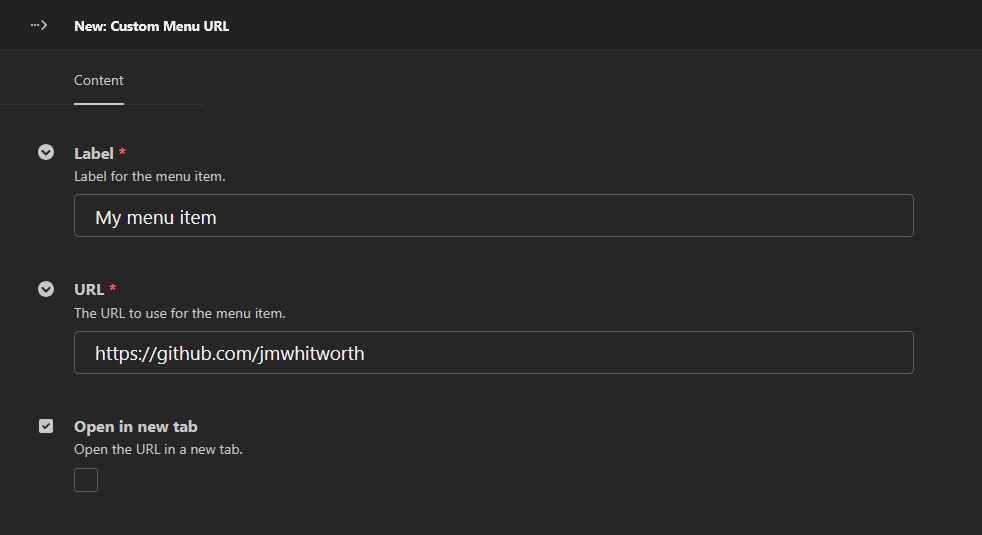 New: Custom Menu URL
Content
Label *
Label for the menu item.
My menu item
URL *
The URL to use for the menu item.
https://github.com/jmwhitworth
Open in new tab
Open the URL in a new tab.